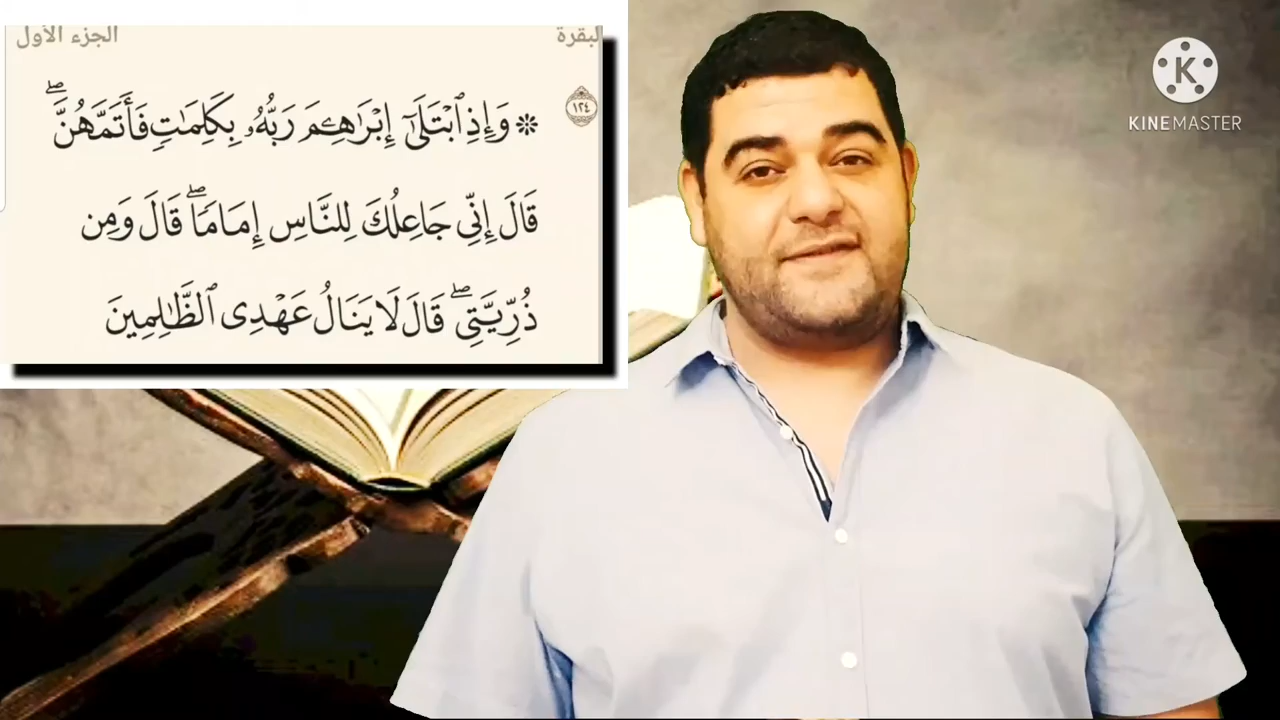 البقرة
الجزء الأول
۞ وَإِذِ ٱبْتَلَىٰٓ إِبْرَٰهِـۧمَ رَبُّهُۥ بِكَلِمَٰتٍ فَأَتَمَّهُنَّۖ
قَالَ إِنِّى جَاعِلُكَ لِلنَّاسِ إِمَامًاۖ قَالَ وَمِن
ذُرِّيَّتِىۖ قَالَ لَا يَنَالُ عَهْدِى ٱلظَّٰلِمِينَ
١٢٤
KINEMASTER